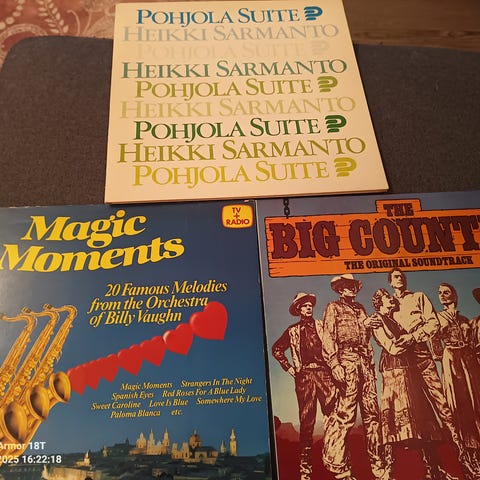 POHJOLA SUITE
HEIKKI SARMANTO
POHJOLA SUITE
HEIKKI SARMANTO
POHJOLA SUITE
HEIKKI SARMANTO
POHJOLA SUITE
HEIKKI SARMANTO
POHJOLA SUITE
Magic
Moments
TV
+
RADIO
20 Famous Melodies
from the Orchestra
of Billy Vaughn
Magic Moments Strangers In The Night
Spanish Eyes Red Roses For A Blue Lady
Sweet Caroline Love Is Blue Somewhere My Love
Paloma Blanca etc.
THE
BIG COUNT
THE ORIGINAL SOUNDTRACK
Armor 18T
2025 16:22:18